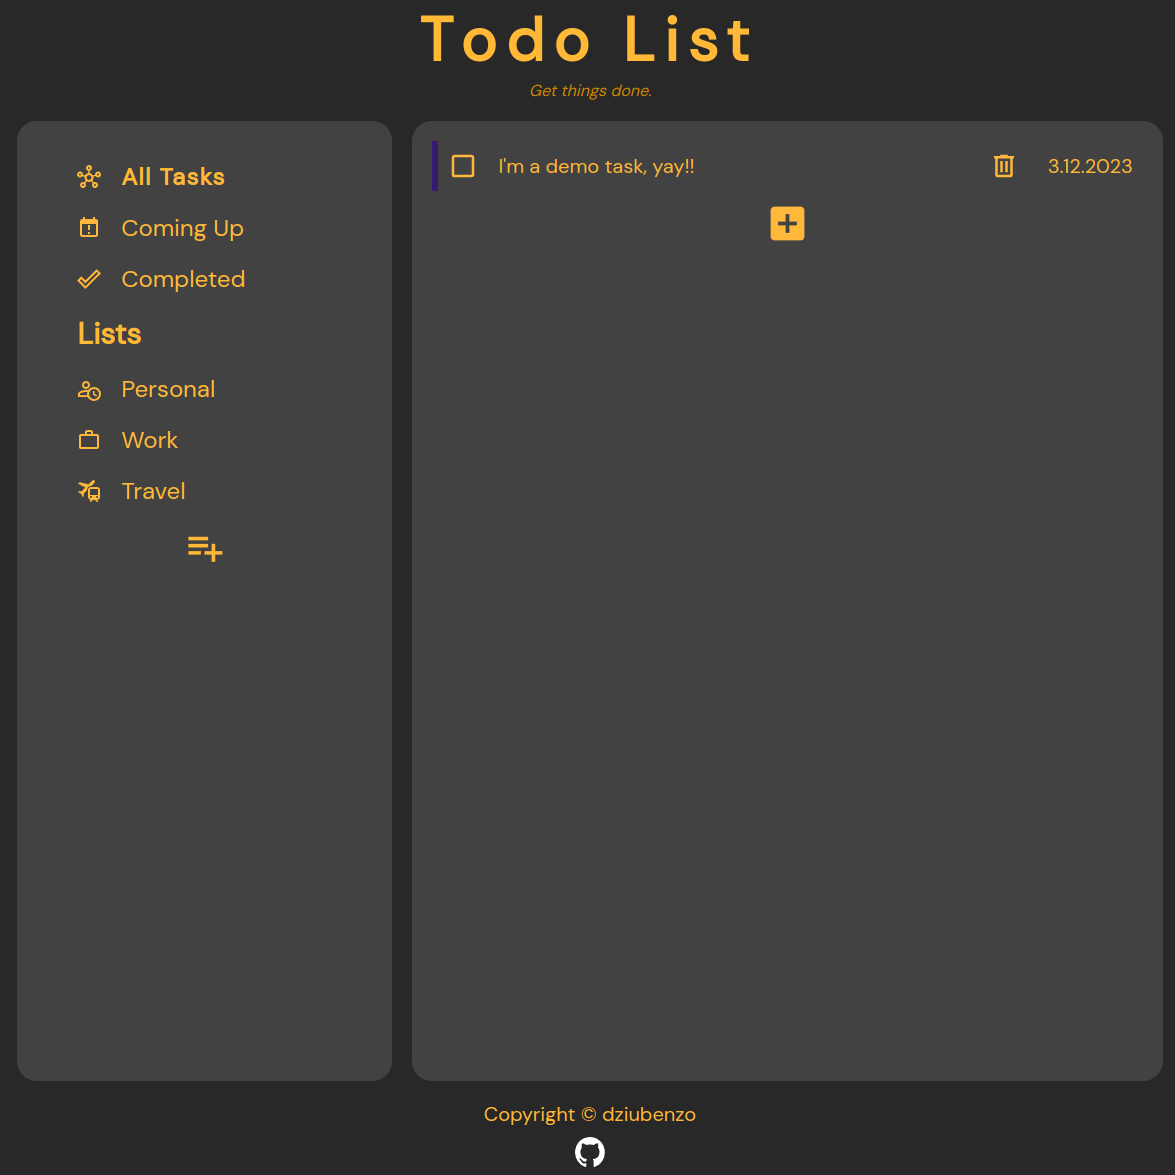 Todo List
Get things done.
All Tasks
Coming Up
Completed
Lists
Personal
Work
Travel
I'm a demo task, yay!! 3.12.2023
Copyright © dziubenzo